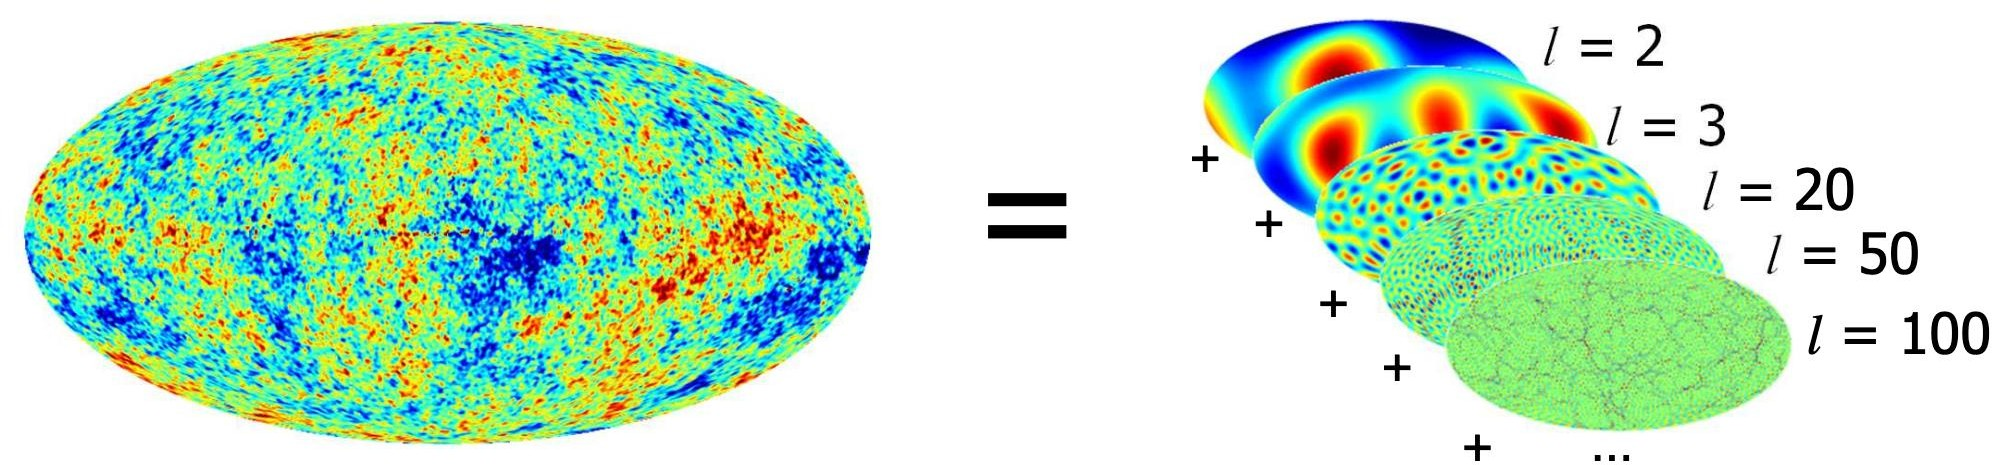 =
l = 2
+
l = 3
+
l = 20
+
l = 50
+
l = 100
+ ...